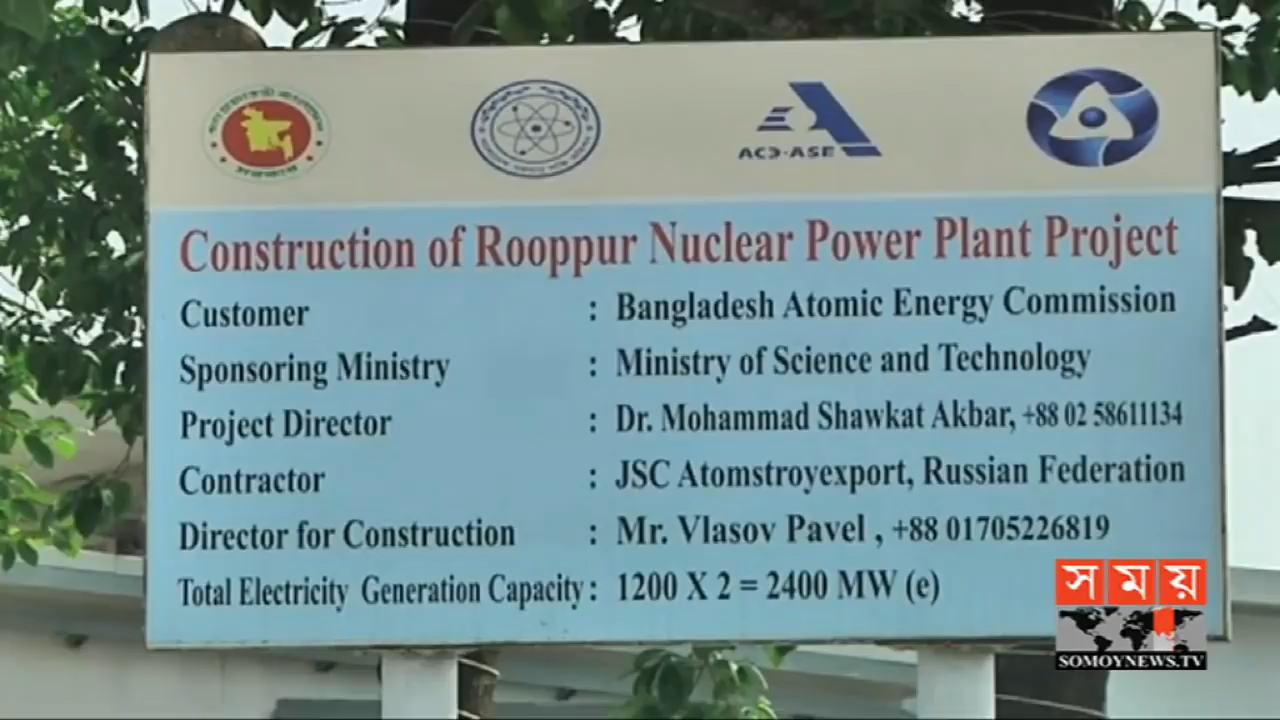 АСЭ-ASE
Construction of Rooppur Nuclear Power Plant Project
Customer : Bangladesh Atomic Energy Commission
Sponsoring Ministry : Ministry of Science and Technology
Project Director : Dr. Mohammad Shawkat Akbar, +88 02 58611134
Contractor : JSC Atomstroyexport, Russian Federation
Director for Construction : Mr. Vlasov Pavel , +88 01705226819
Total Electricity Generation Capacity : 1200 X 2 = 2400 MW (e)
সময়
SOMOYNEWS.TV